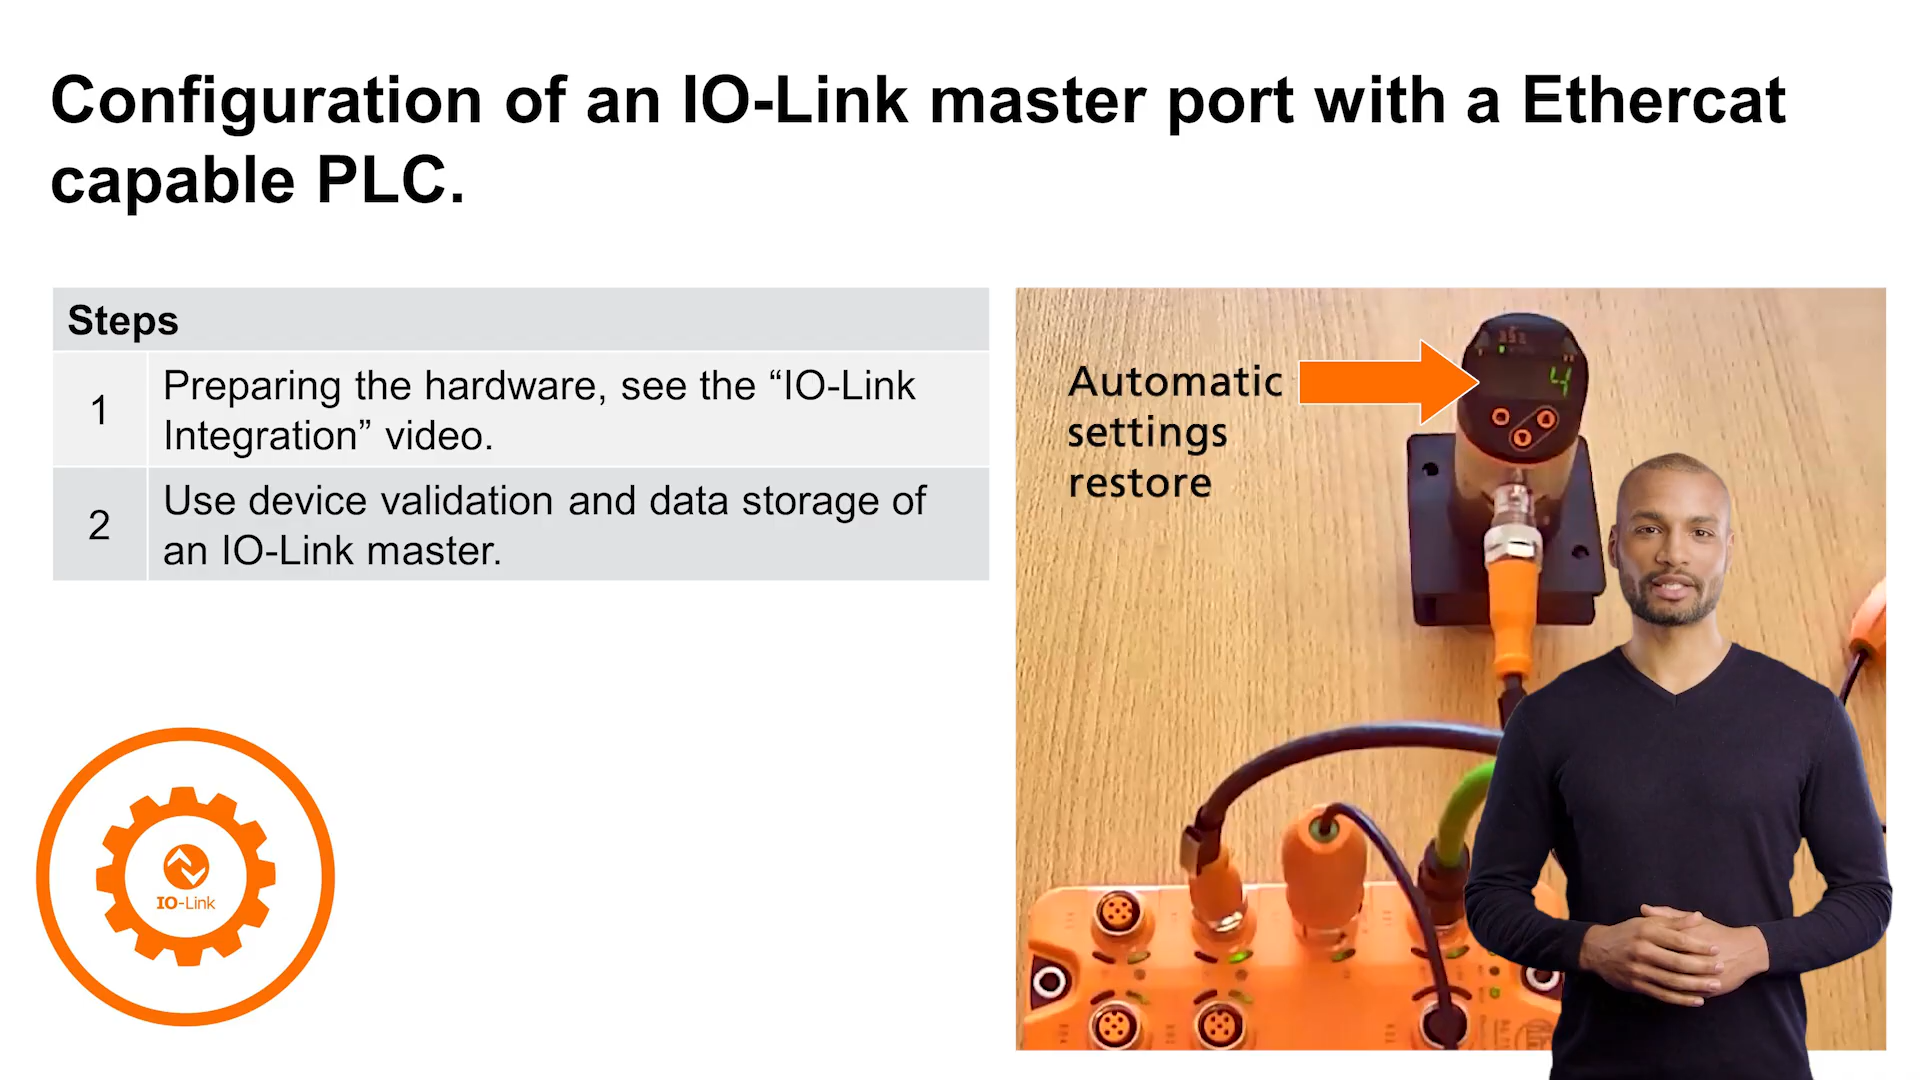 Configuration of an IO-Link master port with a Ethercat
capable PLC.
Steps
1
Preparing the hardware, see the “IO-Link
Integration” video.
2
Use device validation and data storage of
an IO-Link master.
Automatic
settings
restore
4
IO-Link